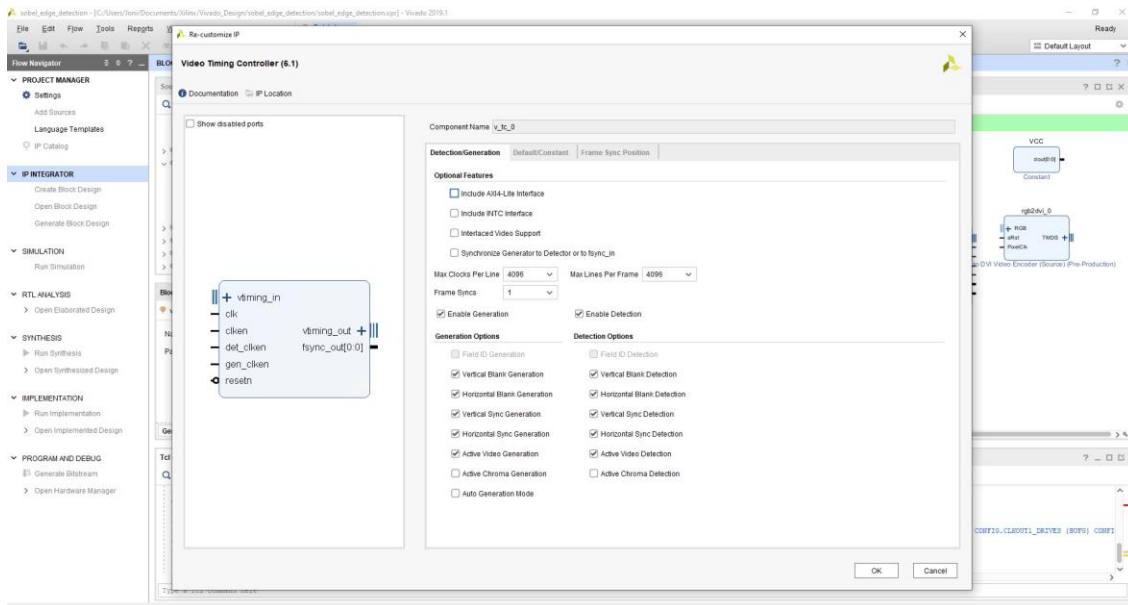 sobel_edge_detection - [C:/Users/Joni/Documents/Xilinx/Vivado_Design/sobel_edge_detection/sobel_edge_detection.xpr] - Vivado 2019.1
File Edit Flow Tools Reports
Ready
Default Layout
Flow Navigator
PROJECT MANAGER
Settings
Add Sources
Language Templates
IP Catalog
IP INTEGRATOR
Create Block Design
Open Block Design
Generate Block Design
SIMULATION
Run Simulation
RTL ANALYSIS
Open Elaborated Design
SYNTHESIS
Run Synthesis
Open Synthesized Design
IMPLEMENTATION
Run Implementation
Open Implemented Design
PROGRAM AND DEBUG
Generate Bitstream
Open Hardware Manager
Re-customize IP
Video Timing Controller (6.1)
Documentation IP Location
Show disabled ports
vtiming_in
clk
clken
det_clken
gen_clken
resetn
vtiming_out
fsync_out[0:0]
Component Name v_tc_0
Detection/Generation Default/Constant Frame Sync Position
Optional Features
Include AXI4-Lite Interface
Include INTC Interface
Interlaced Video Support
Synchronize Generator to Detector or to fsync_in
Max Clocks Per Line 4096 Max Lines Per Frame 4096
Frame Syncs 1
Enable Generation Enable Detection
Generation Options Detection Options
Field ID Generation Field ID Detection
Vertical Blank Generation Vertical Blank Detection
Horizontal Blank Generation Horizontal Blank Detection
Vertical Sync Generation Vertical Sync Detection
Horizontal Sync Generation Horizontal Sync Detection
Active Video Generation Active Video Detection
Active Chroma Generation Active Chroma Detection
Auto Generation Mode
OK Cancel
VCC
dout[0:0]
Constant
rgb2dvi_0
RGB
aRst TMDS
PixelClk
DVI Video Encoder (Source) (Pre-Production)
CONFIG.CLKOUT1_DRIVES {BUFG} CONFI
Type a Tcl command here